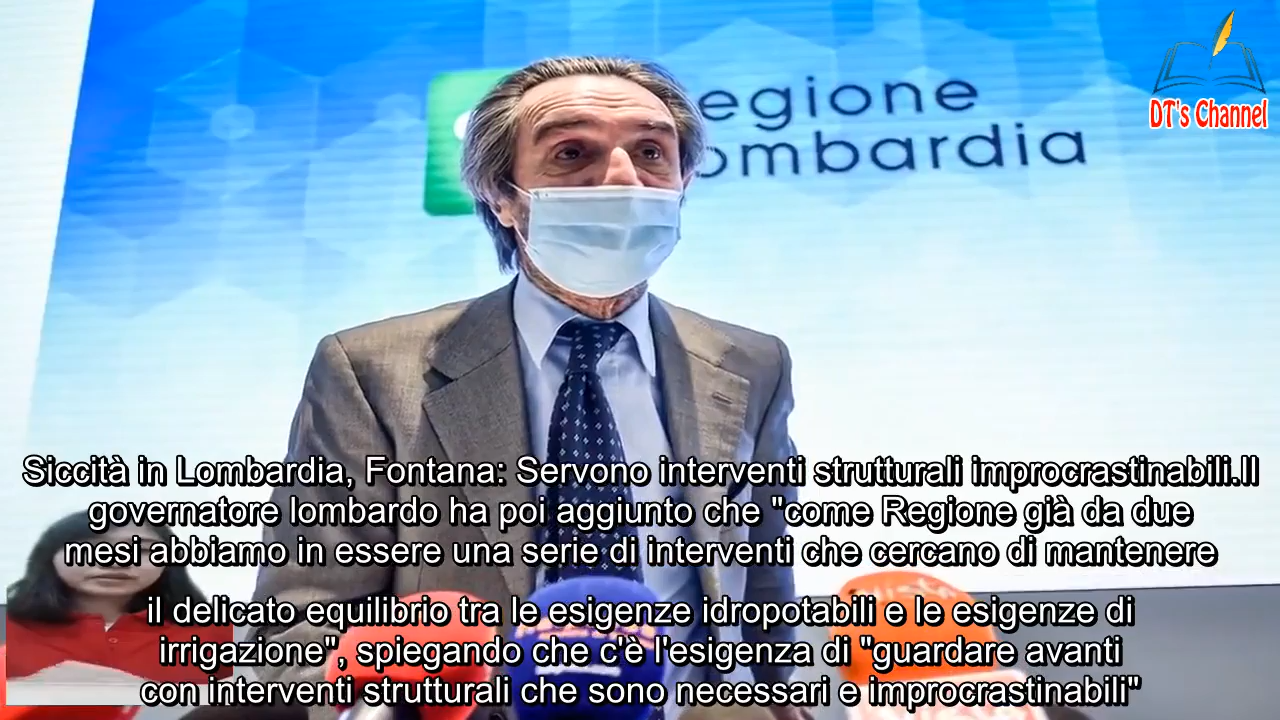 egione
ombardia
DT's Channel
Siccità in Lombardia, Fontana: Servono interventi strutturali improcrastinabili.Il
governatore lombardo ha poi aggiunto che "come Regione già da due
mesi abbiamo in essere una serie di interventi che cercano di mantenere
il delicato equilibrio tra le esigenze idropotabili e le esigenze di
irrigazione", spiegando che c'è l'esigenza di "guardare avanti
con interventi strutturali che sono necessari e improcrastinabili"